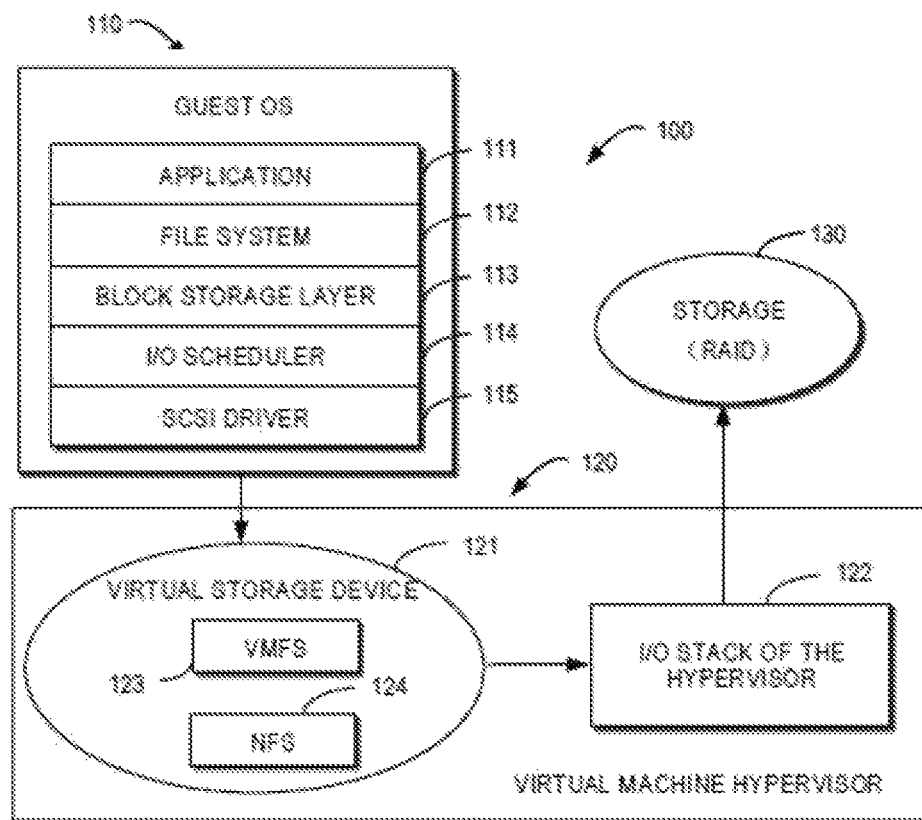 110
GUEST OS
100
APPLICATION
111
FILE SYSTEM
112
BLOCK STORAGE LAYER
113
I/O SCHEDULER
114
SCSI DRIVER
115
130
STORAGE
(RAID)
120
121
VIRTUAL STORAGE DEVICE
VMFS
123
124
NFS
122
I/O STACK OF THE
HYPERVISOR
VIRTUAL MACHINE HYPERVISOR